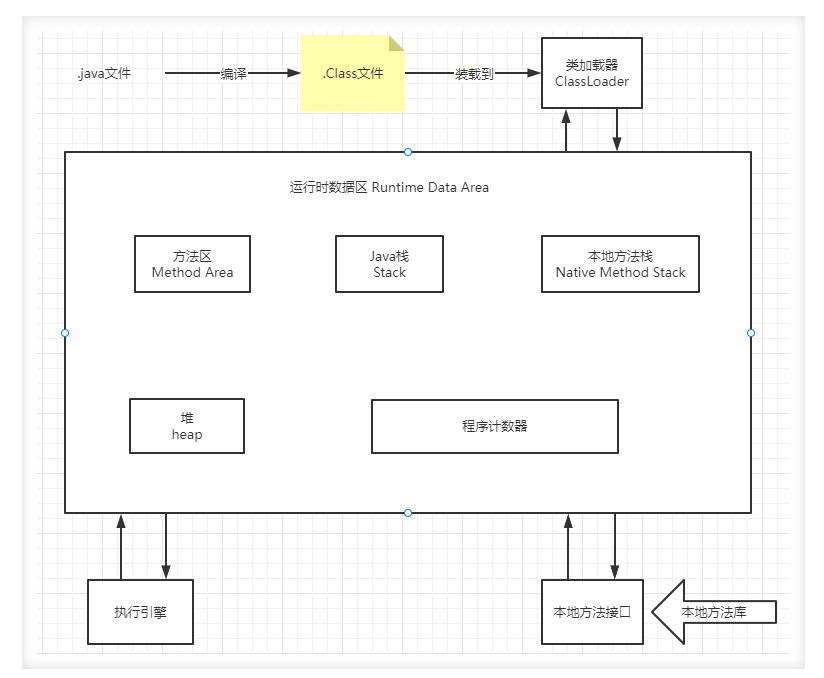 .java文件
编译
.Class文件
装载到
类加载器
ClassLoader
运行时数据区 Runtime Data Area
方法区
Method Area
Java栈
Stack
本地方法栈
Native Method Stack
堆
heap
程序计数器
执行引擎
本地方法接口
本地方法库